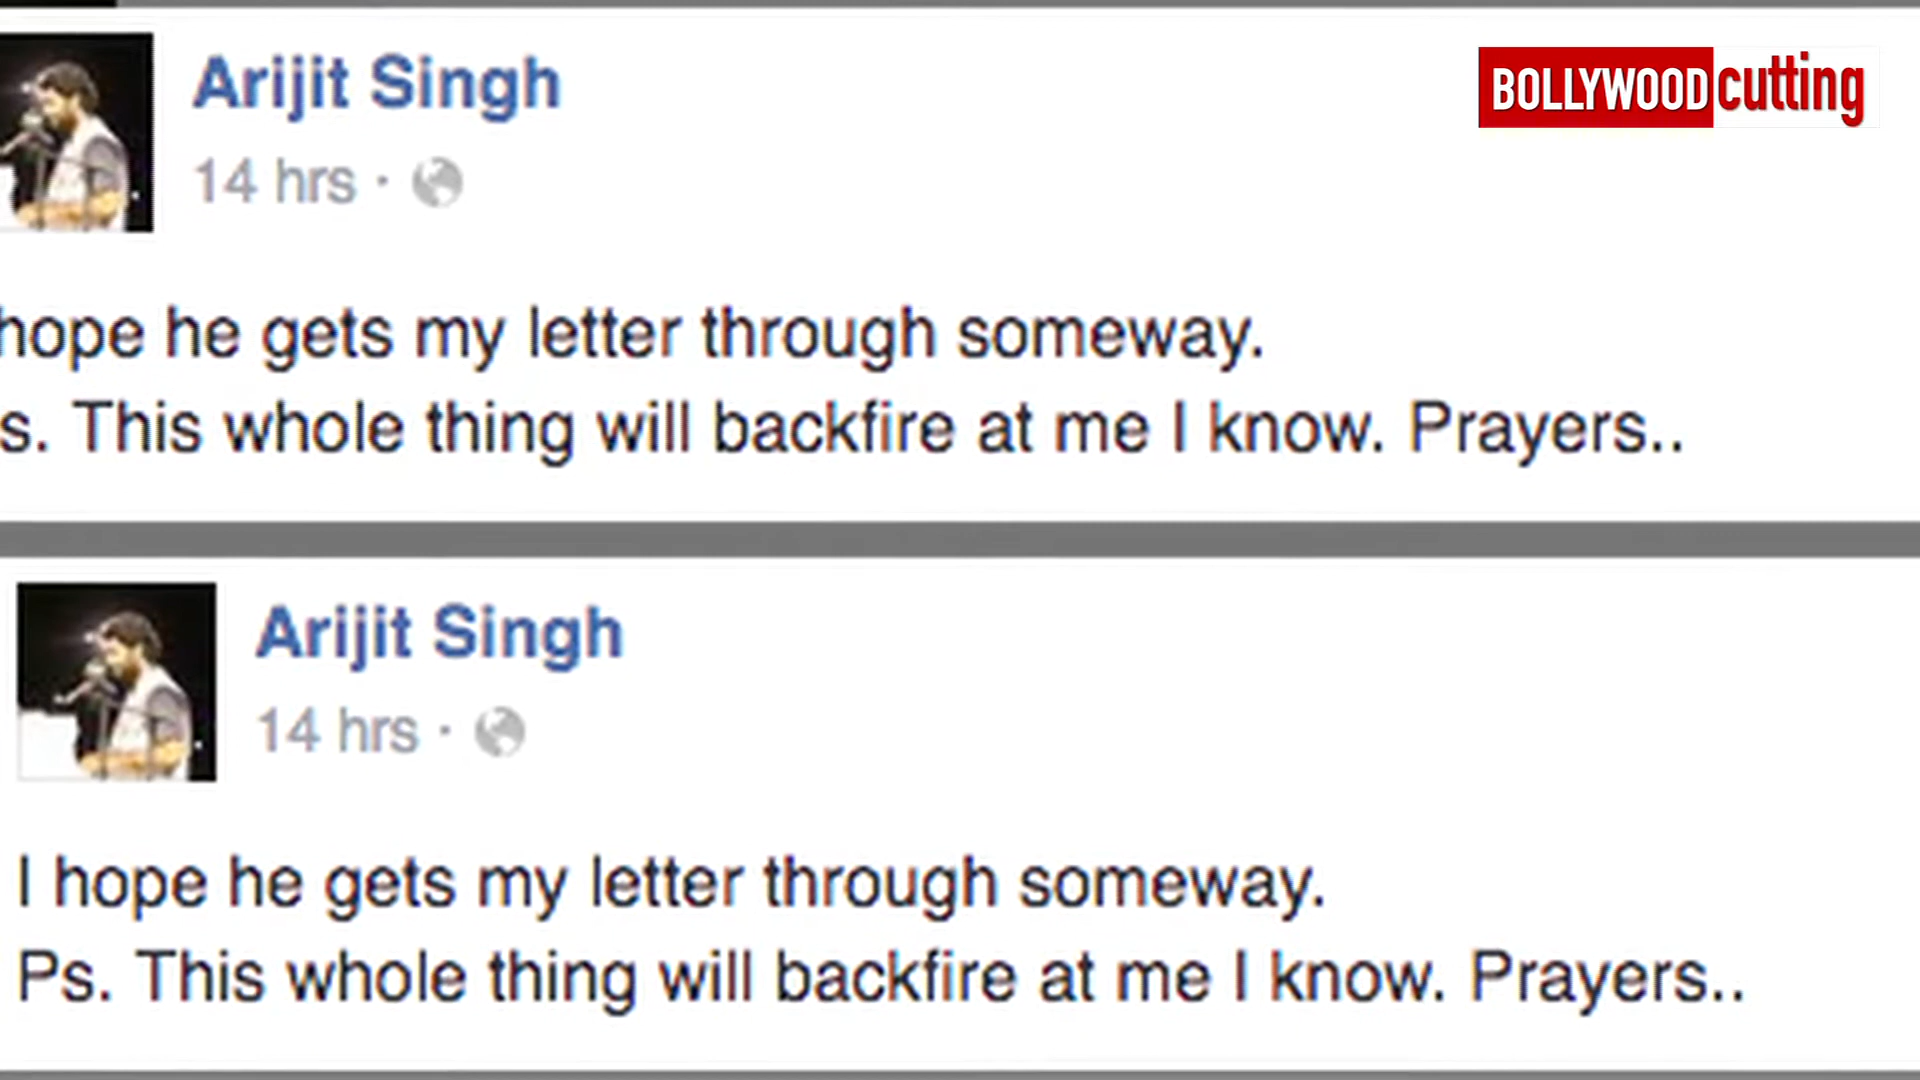 Arijit Singh
BOLLYWOOD cutting
14 hrs ·
hope he gets my letter through someway.
s. This whole thing will backfire at me I know. Prayers..
Arijit Singh
14 hrs ·
I hope he gets my letter through someway.
Ps. This whole thing will backfire at me I know. Prayers..